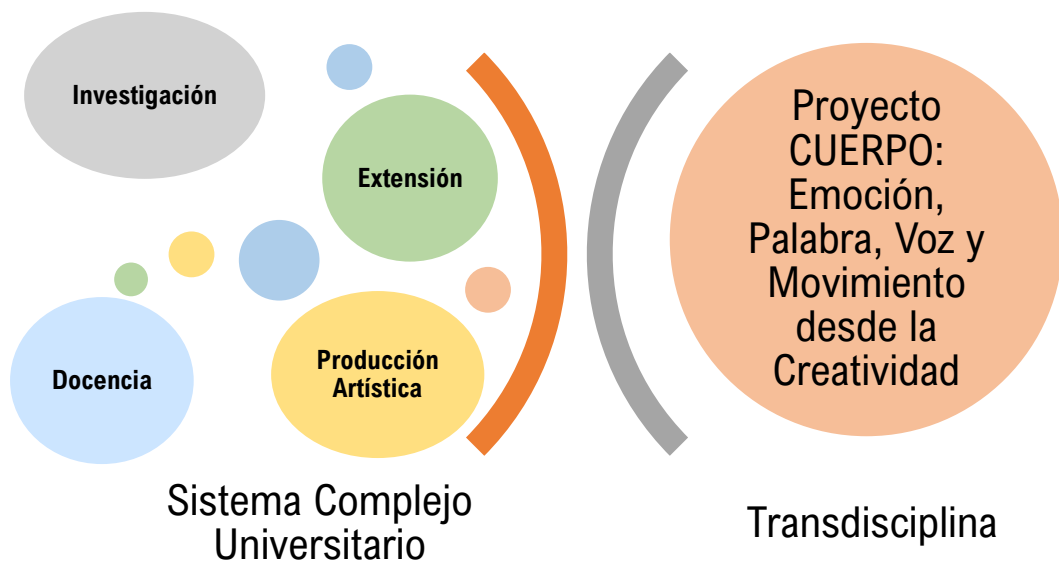 Investigación
Extensión
Docencia
Producción
Artística
Sistema Complejo
Universitario
Proyecto
CUERPO:
Emoción,
Palabra, Voz y
Movimiento
desde la
Creatividad
Transdisciplina